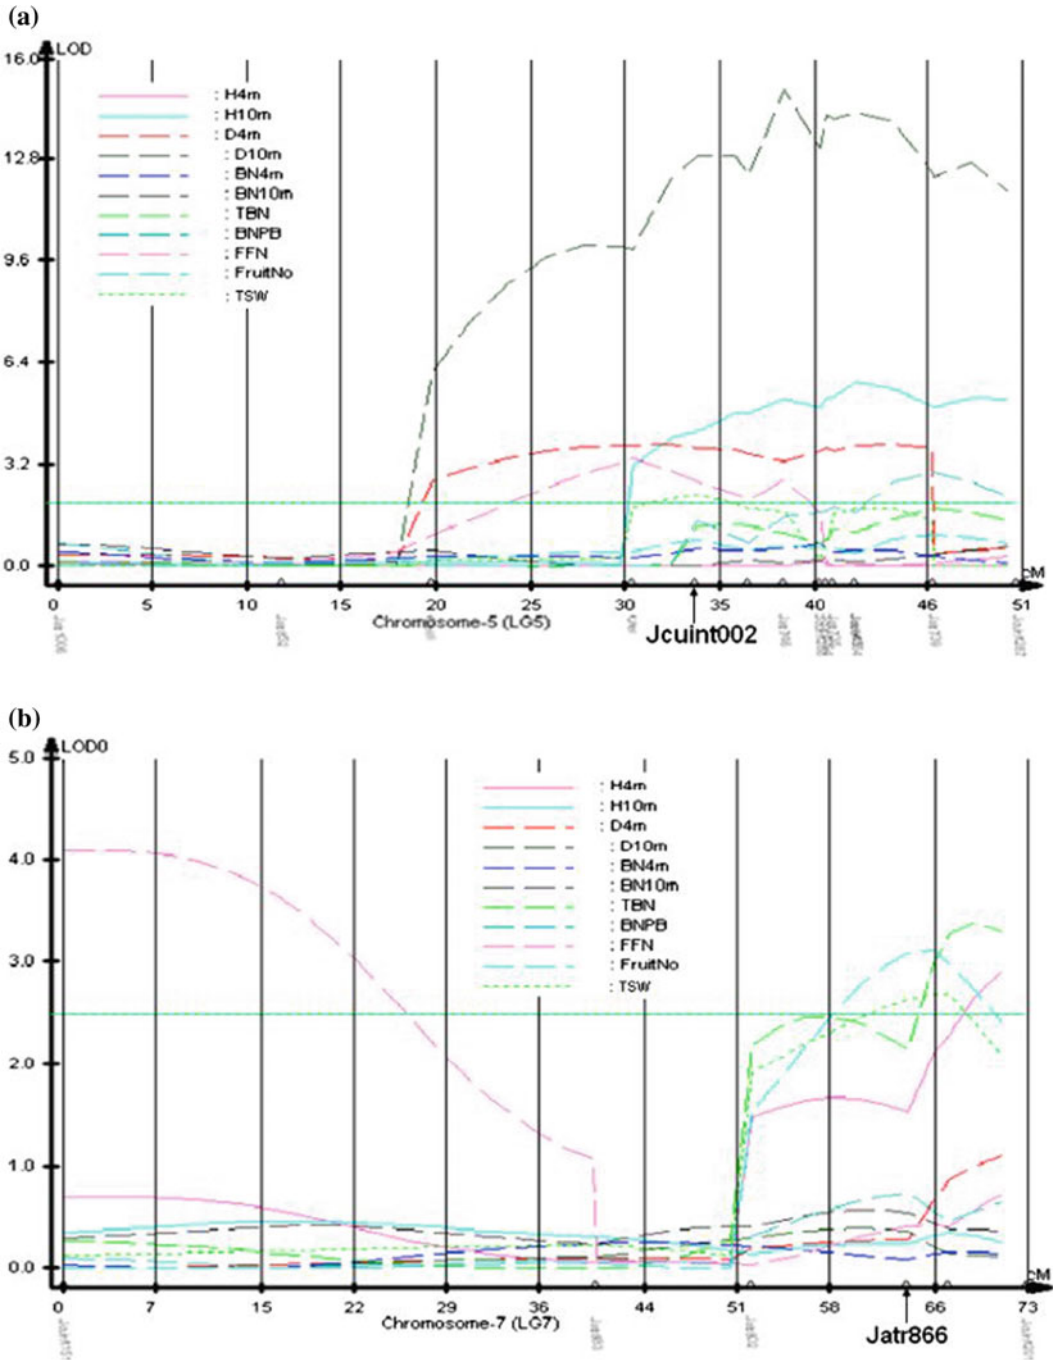 (a)
LOD
16.0
12.8
9.6
6.4
3.2
0.0
: H4m
: H10m
: D4m
: D10m
: BN4m
: BN10m
: TBN
: BNPB
: FFN
: FruitNo
: TSW
cM
0 5 10 15 20 25 30 35 40 46 51
Chromosome-5 (LG5)
Jcuint002
(b)
LOD0
5.0
4.0
3.0
2.0
1.0
0.0
: H4m
: H10m
: D4m
: D10m
: BN4m
: BN10m
: TBN
: BNPB
: FFN
: FruitNo
: TSW
cM
0 7 15 22 29 36 44 51 58 66 73
Chromosome-7 (LG7)
Jatr866